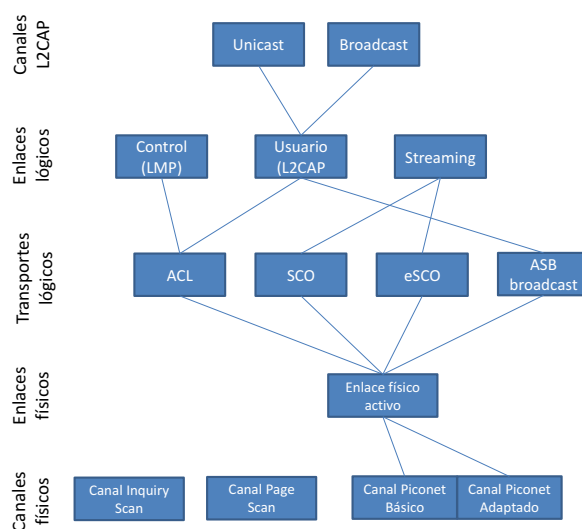 Canales
L2CAP
Unicast
Broadcast
Enlaces
lógicos
Control
(LMP)
Usuario
(L2CAP
Streaming
Transportes
lógicos
ACL
SCO
eSCO
ASB
broadcast
Enlaces
físicos
Enlace físico
activo
Canales
físicos
Canal Inquiry
Scan
Canal Page
Scan
Canal Piconet
Básico
Canal Piconet
Adaptado